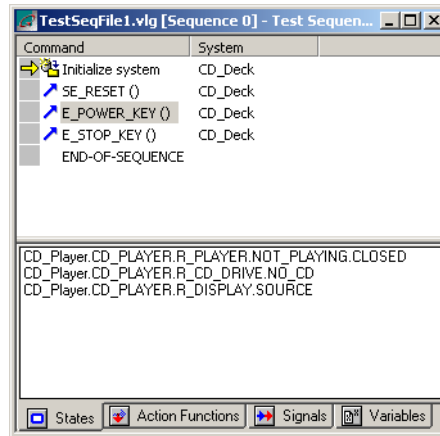 TestSeqFile1.vlg [Sequence 0] - Test Sequen...
Command System
Initialize system CD_Deck
SE_RESET () CD_Deck
E_POWER_KEY () CD_Deck
E_STOP_KEY () CD_Deck
END-OF-SEQUENCE
CD_Player.CD_PLAYER.R_PLAYER.NOT_PLAYING.CLOSED
CD_Player.CD_PLAYER.R_CD_DRIVE.NO_CD
CD_Player.CD_PLAYER.R_DISPLAY.SOURCE
States Action Functions Signals Variables